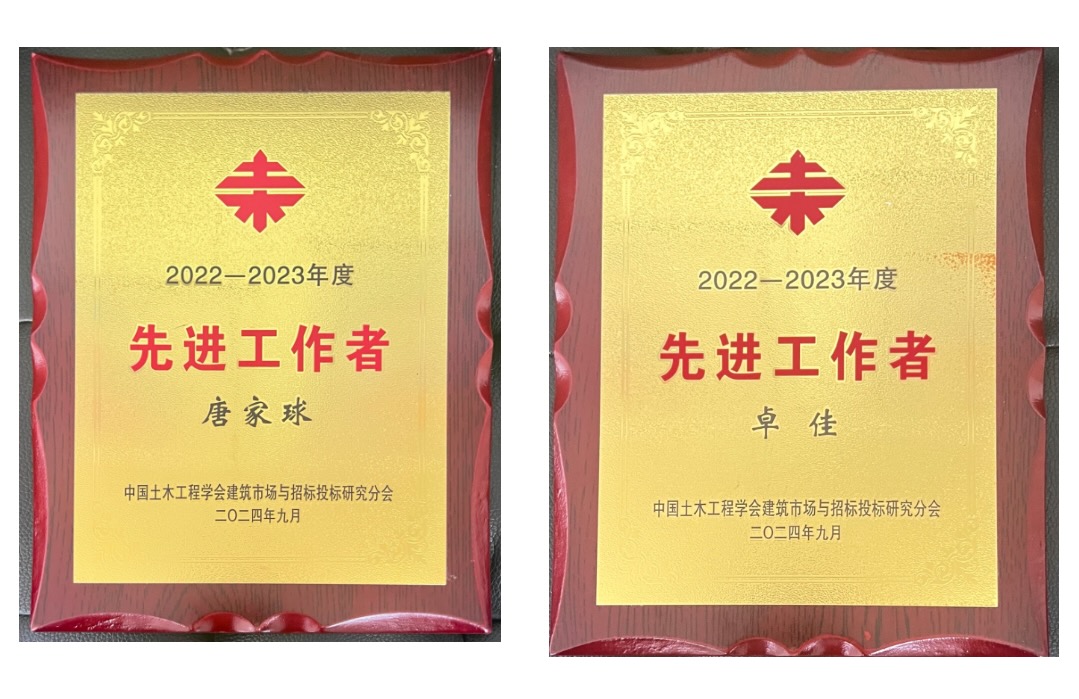 2022—2023年度
先进工作者
唐家球
中国土木工程学会建筑市场与招标投标研究分会
二〇二四年九月
2022—2023年度
先进工作者
卓 佳
中国土木工程学会建筑市场与招标投标研究分会
二〇二四年九月